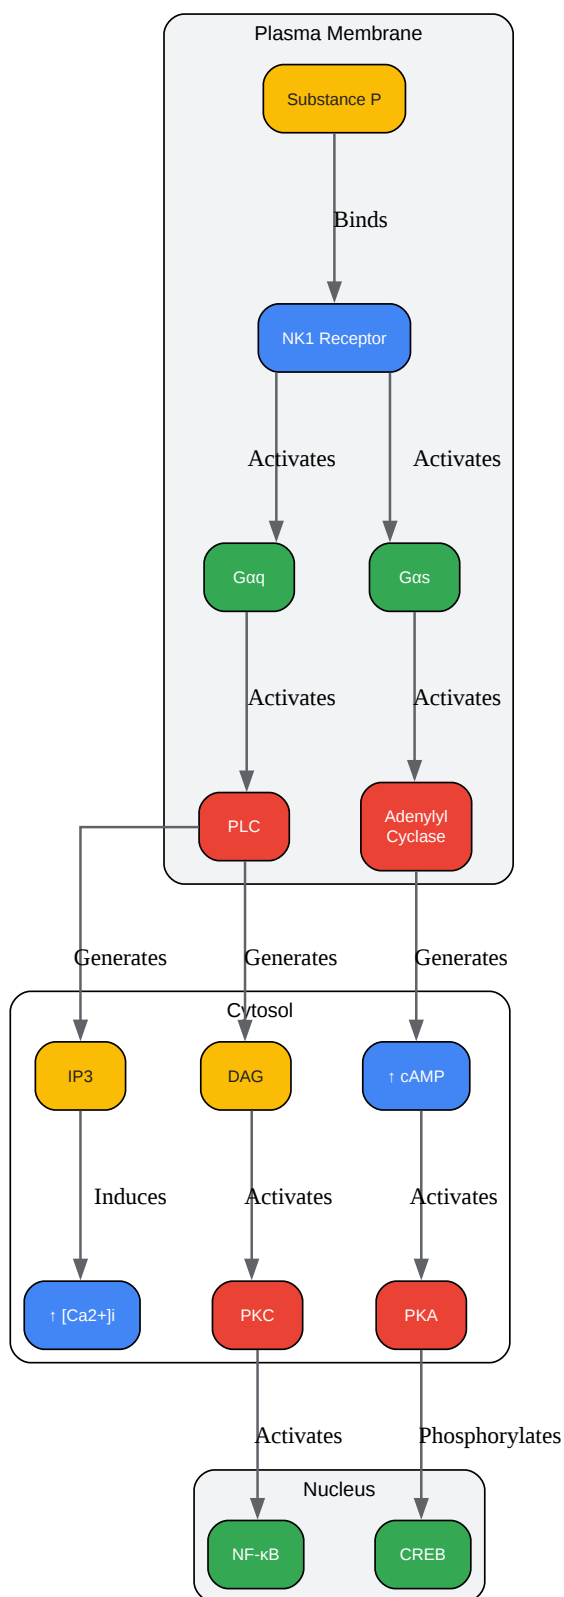 Plasma Membrane
Substance P
Binds
NK1 Receptor
Activates
Activates
Gαq
Gαs
Activates
Activates
PLC
Adenylyl
Cyclase
Generates
Generates
Generates
Cytosol
IP3
DAG
↑ cAMP
Induces
Activates
Activates
↑ [Ca2+]i
PKC
PKA
Activates
Phosphorylates
Nucleus
NF-κB
CREB